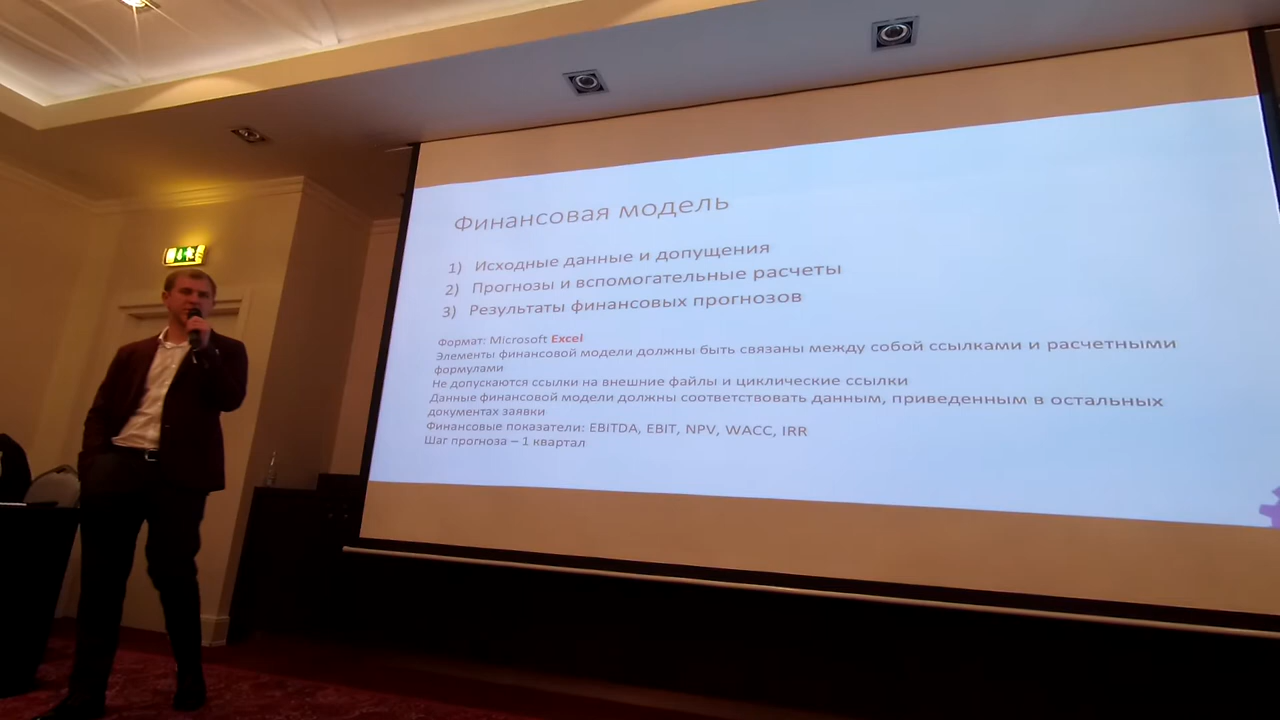 Финансовая модель
1) Исходные данные и допущения
2) Прогнозы и вспомогательные расчеты
3) Результаты финансовых прогнозов
Формат: Microsoft Excel
Элементы финансовой модели должны быть связаны между собой ссылками и расчетными
формулами
Не допускаются ссылки на внешние файлы и циклические ссылки
Данные финансовой модели должны соответствовать данным, приведенным в остальных
документах заявки
Финансовые показатели: EBITDA, EBIT, NPV, WACC, IRR
Шаг прогноза – 1 квартал